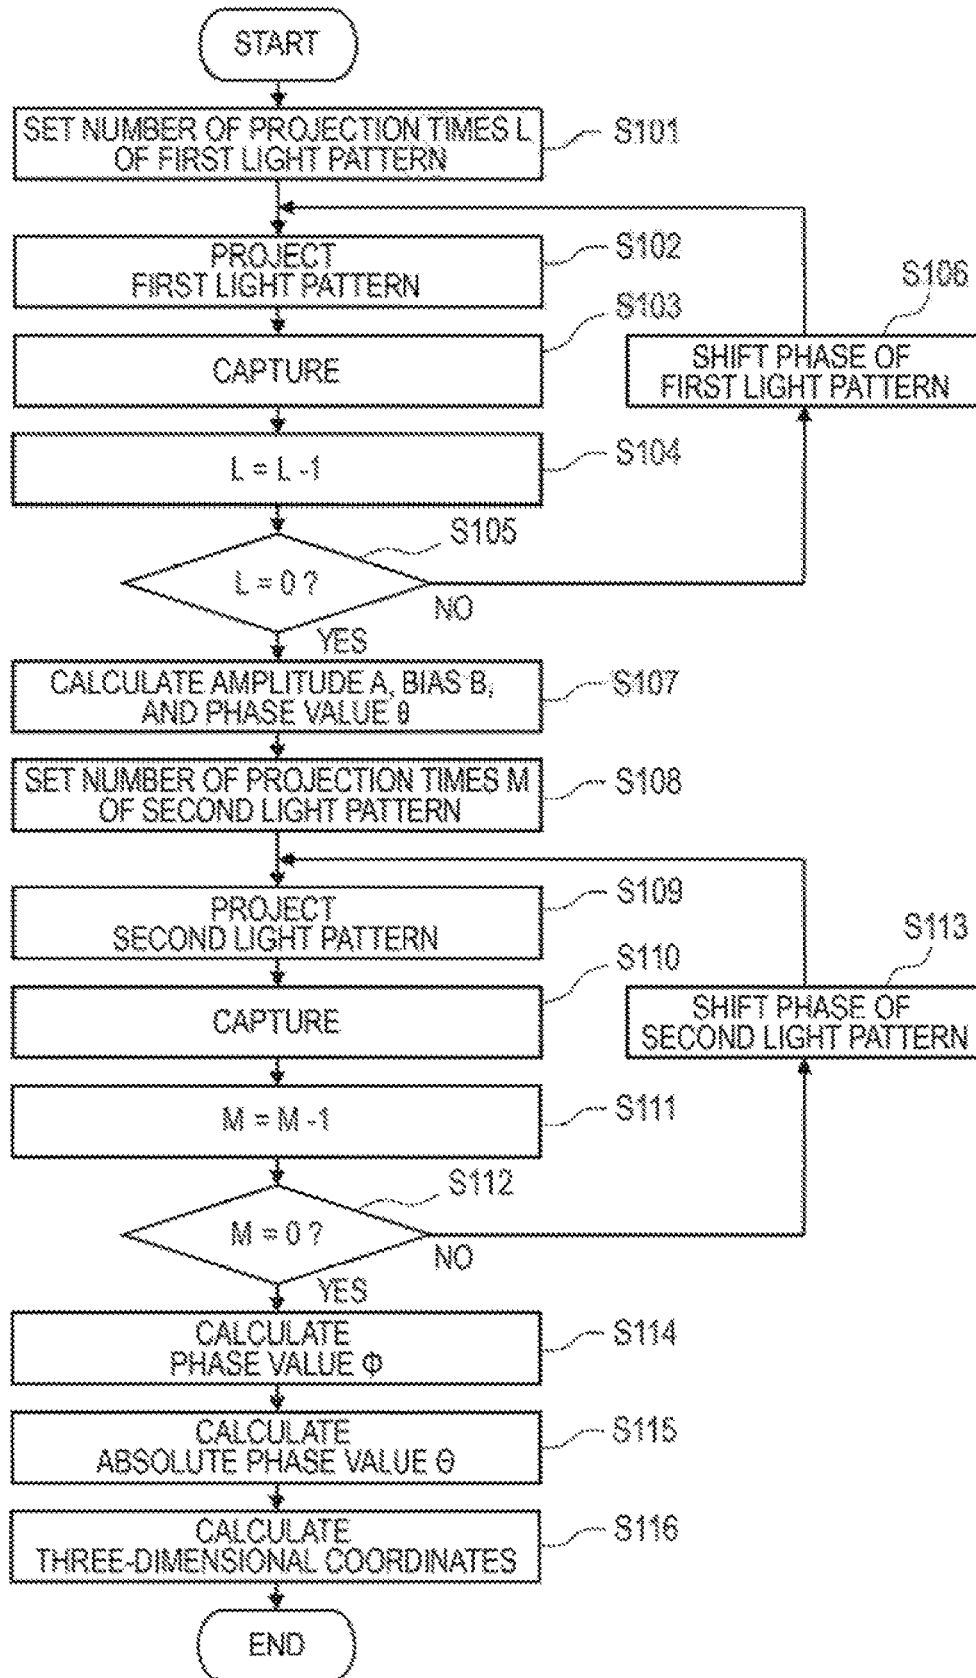 START
SET NUMBER OF PROJECTION TIMES L
OF FIRST LIGHT PATTERN
S101
PROJECT
FIRST LIGHT PATTERN
S102
CAPTURE
S103
SHIFT PHASE OF
FIRST LIGHT PATTERN
S106
L = L -1
S104
L = 0 ?
S105
NO
YES
CALCULATE AMPLITUDE A, BIAS B,
AND PHASE VALUE θ
S107
SET NUMBER OF PROJECTION TIMES M
OF SECOND LIGHT PATTERN
S108
PROJECT
SECOND LIGHT PATTERN
S109
CAPTURE
S110
SHIFT PHASE OF
SECOND LIGHT PATTERN
S113
M = M -1
S111
M = 0 ?
S112
NO
YES
CALCULATE
PHASE VALUE Φ
S114
CALCULATE
ABSOLUTE PHASE VALUE Θ
S115
CALCULATE
THREE-DIMENSIONAL COORDINATES
S116
END